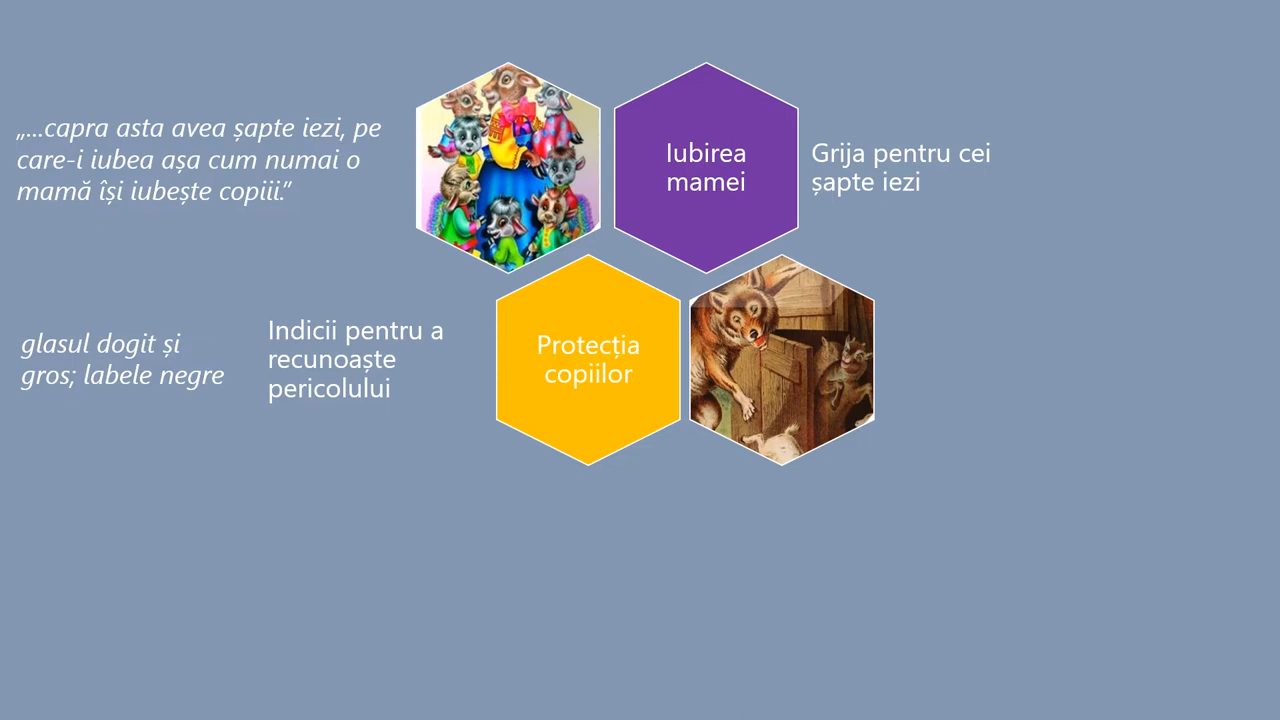 „...capra asta avea șapte iezi, pe
care-i iubea așa cum numai o
mamă își iubește copiii.”
Iubirea
mamei
Grija pentru cei
șapte iezi
glasul dogit și
gros; labele negre
Indicii pentru a
recunoaște
pericolului
Protecția
copiilor